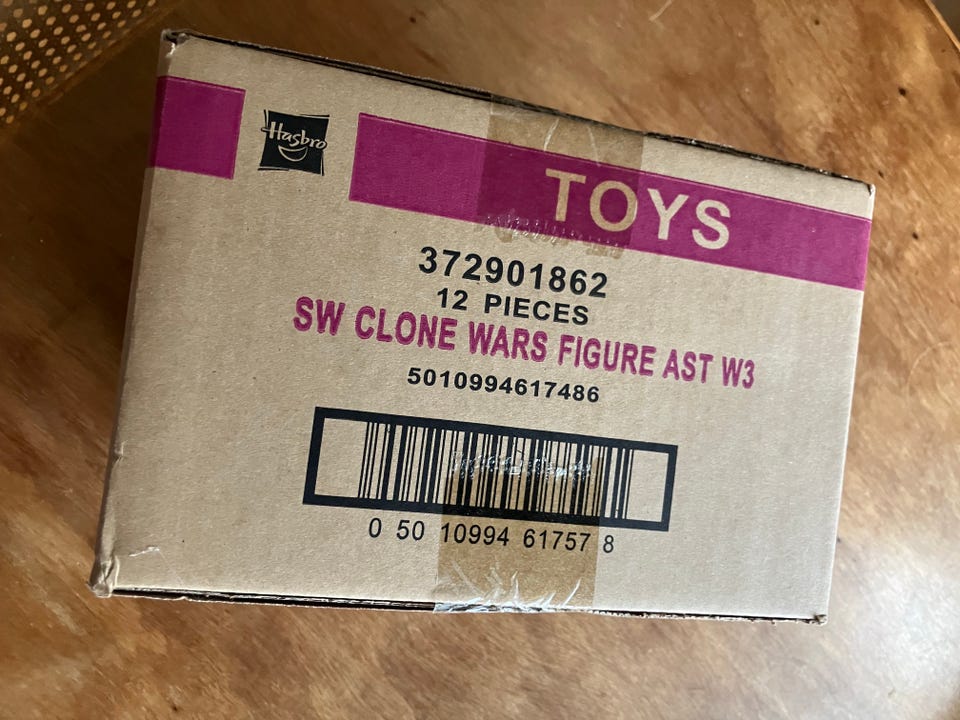 Hasbro
TOYS
372901862
12 PIECES
SW CLONE WARS FIGURE AST W3
5010994617486
0 50 10994 61757 8